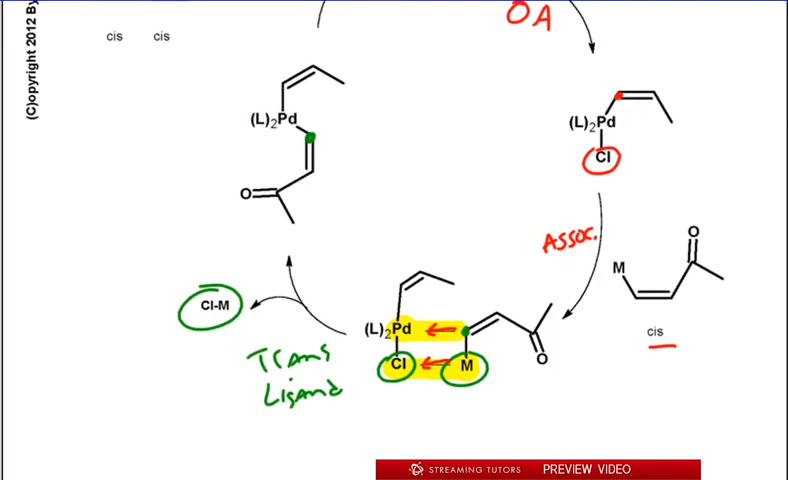 (C)opyright 2012 By
cis cis
OA
(L)2Pd
O
(L)2Pd
Cl
Assoc.
M
O
cis
Cl-M
(L)2Pd
Cl
M
O
Trans
Ligand
STREAMING TUTORS PREVIEW VIDEO